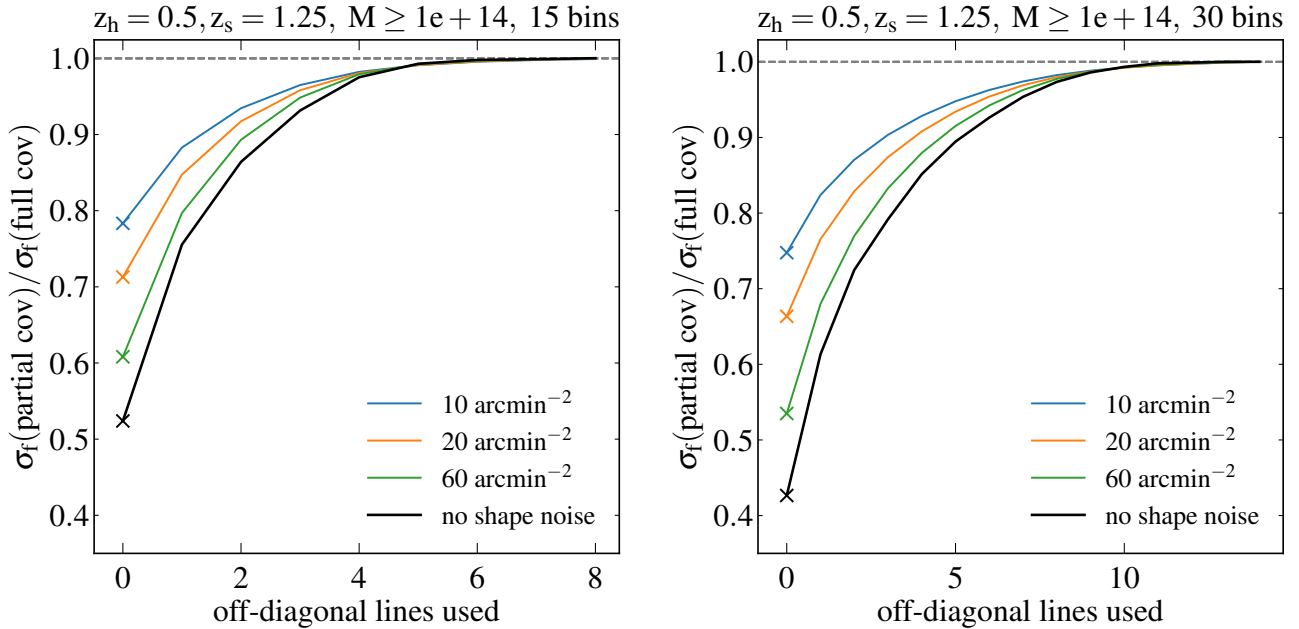 z_h = 0.5, z_s = 1.25, M ≥ 1e + 14, 15 bins
1.0
0.9
0.8
0.7
0.6
0.5
0.4
σ_f(partial cov)/σ_f(full cov)
10 arcmin⁻²
20 arcmin⁻²
60 arcmin⁻²
no shape noise
0 2 4 6 8
off-diagonal lines used
z_h = 0.5, z_s = 1.25, M ≥ 1e + 14, 30 bins
1.0
0.9
0.8
0.7
0.6
0.5
0.4
σ_f(partial cov)/σ_f(full cov)
10 arcmin⁻²
20 arcmin⁻²
60 arcmin⁻²
no shape noise
0 5 10
off-diagonal lines used